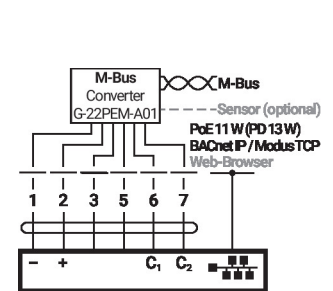 M-Bus
Converter
G-22PEM-A01
M-Bus
Sensor (optional)
PoE 11 W (PD 13 W)
BACnet IP / Modus TCP
Web-Browser
1 2 3 5 6 7
– + C1 C2